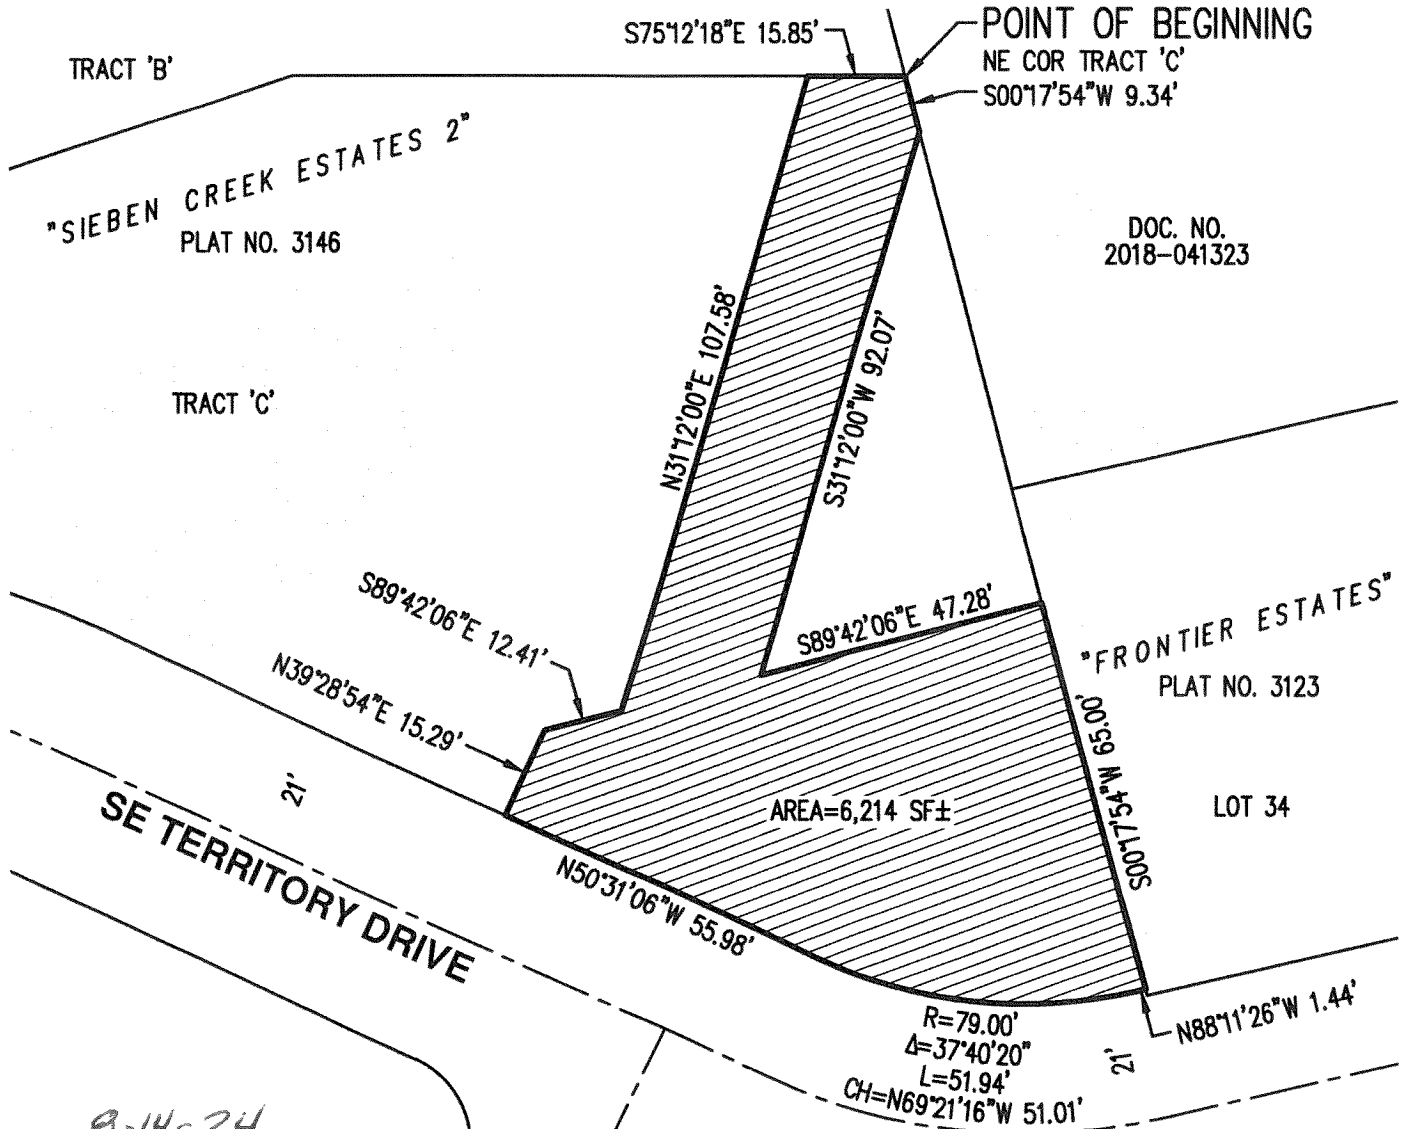 S75°12'18"E 15.85'
POINT OF BEGINNING
NE COR TRACT 'C'
S00°17'54"W 9.34'
TRACT 'B'
"SIEBEN CREEK ESTATES 2"
PLAT NO. 3146
DOC. NO.
2018-041323
N31°12'00"E 107.58'
S31°12'00"W 92.07'
TRACT 'C'
S89°42'06"E 12.41'
S89°42'06"E 47.28'
"FRONTIER ESTATES"
PLAT NO. 3123
N39°28'54"E 15.29'
S00°17'54"W 65.00'
21'
SE TERRITORY DRIVE
AREA=6,214 SF±
LOT 34
N50°31'06"W 55.98'
R=79.00'
Δ=37°40'20"
L=51.94'
CH=N69°21'16"W 51.01'
21'
N88°11'26"W 1.44'
8-14-24